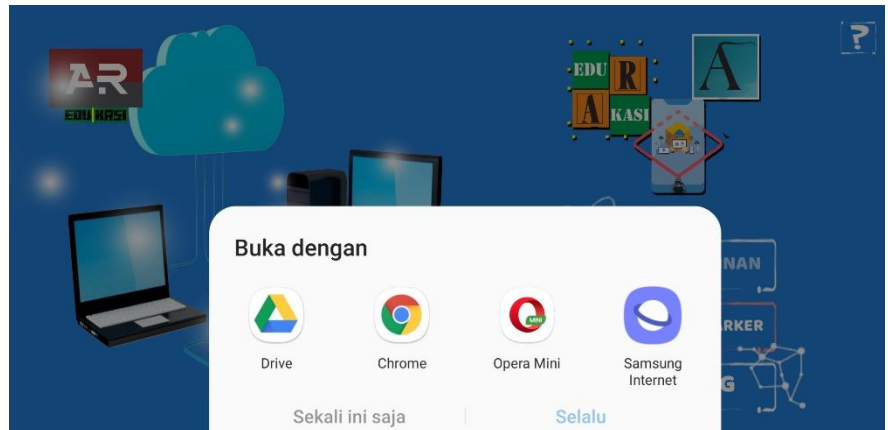 AR
EDUKASI
EDU R
A KASI
A
?
Buka dengan
NAN
RKER
G
Drive
Chrome
MINI
Opera Mini
Samsung
Internet
Sekali ini saja
Selalu